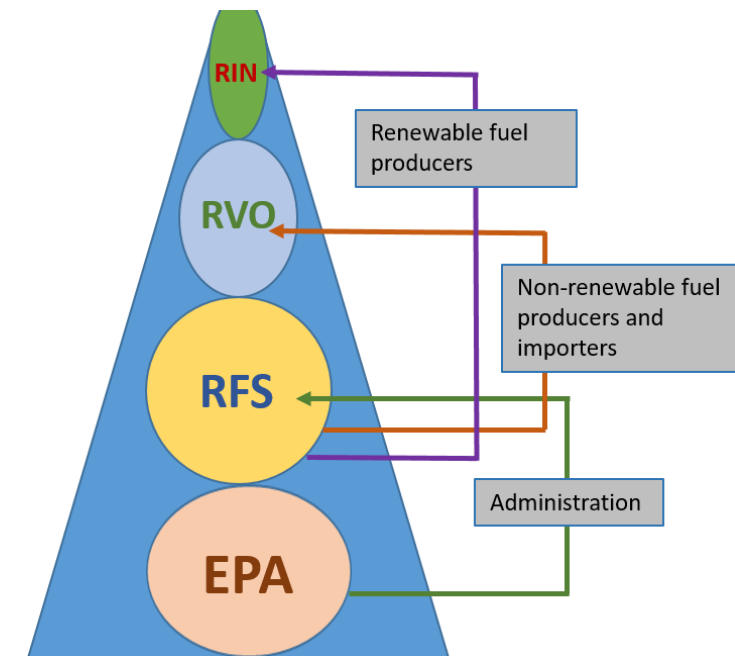 RIN
Renewable fuel
producers
RVO
Non-renewable fuel
producers and
importers
RFS
Administration
EPA